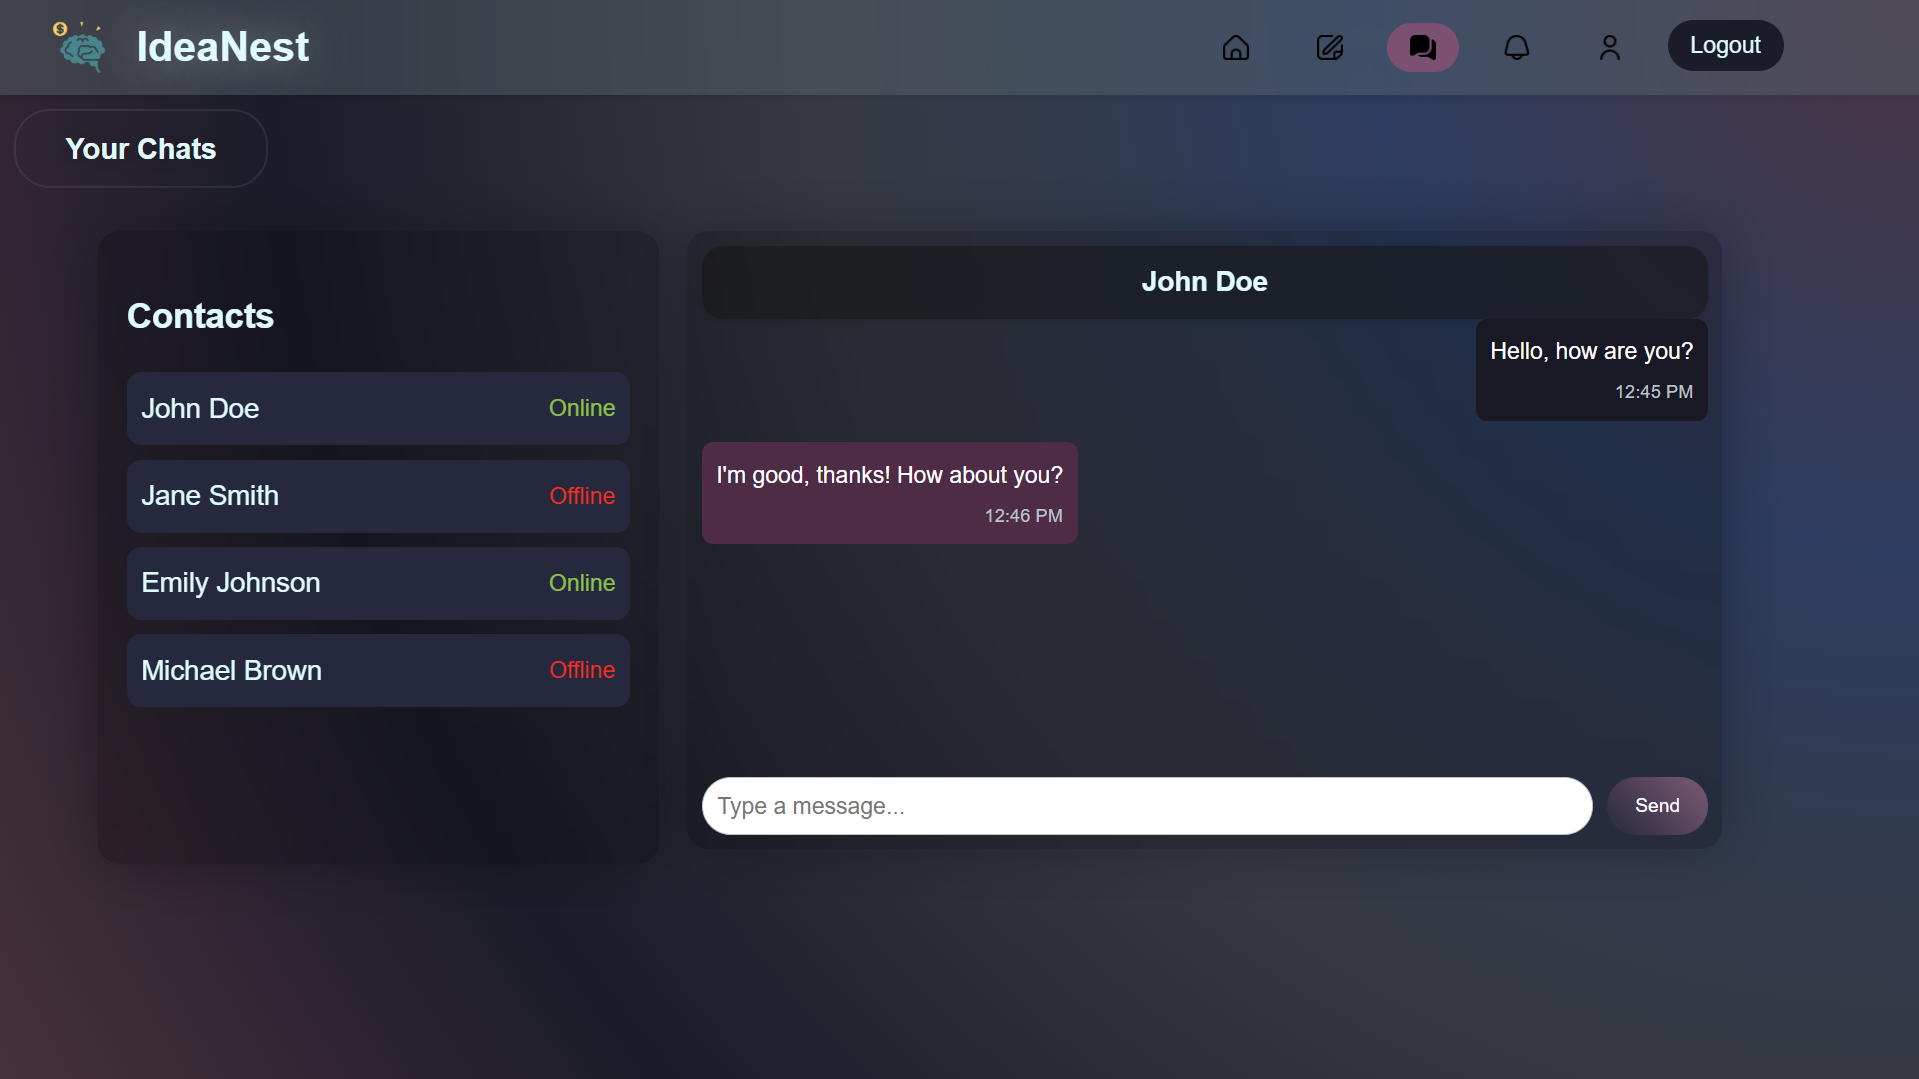 IdeaNest
Logout
Your Chats
Contacts
John Doe
Online
Jane Smith
Offline
Emily Johnson
Online
Michael Brown
Offline
John Doe
Hello, how are you?
12:45 PM
I'm good, thanks! How about you?
12:46 PM
Type a message...
Send